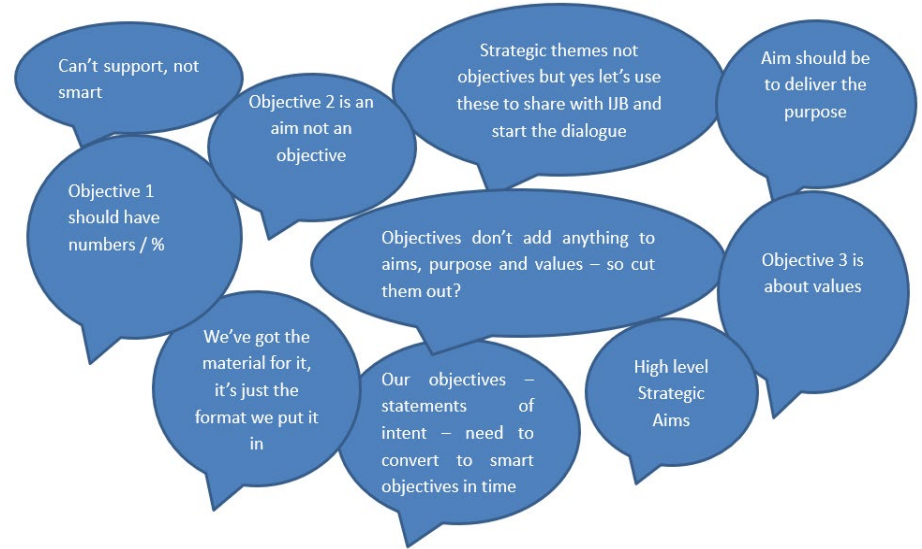 Can’t support, not
smart
Objective 2 is an
aim not an
objective
Strategic themes not
objectives but yes let’s use
these to share with IJB and
start the dialogue
Aim should be
to deliver the
purpose
Objective 1
should have
numbers / %
Objectives don’t add anything to
aims, purpose and values – so cut
them out?
Objective 3 is
about values
We’ve got the
material for it,
it’s just the
format we put it
in
Our objectives –
statements of
intent – need to
convert to smart
objectives in time
High level
Strategic
Aims